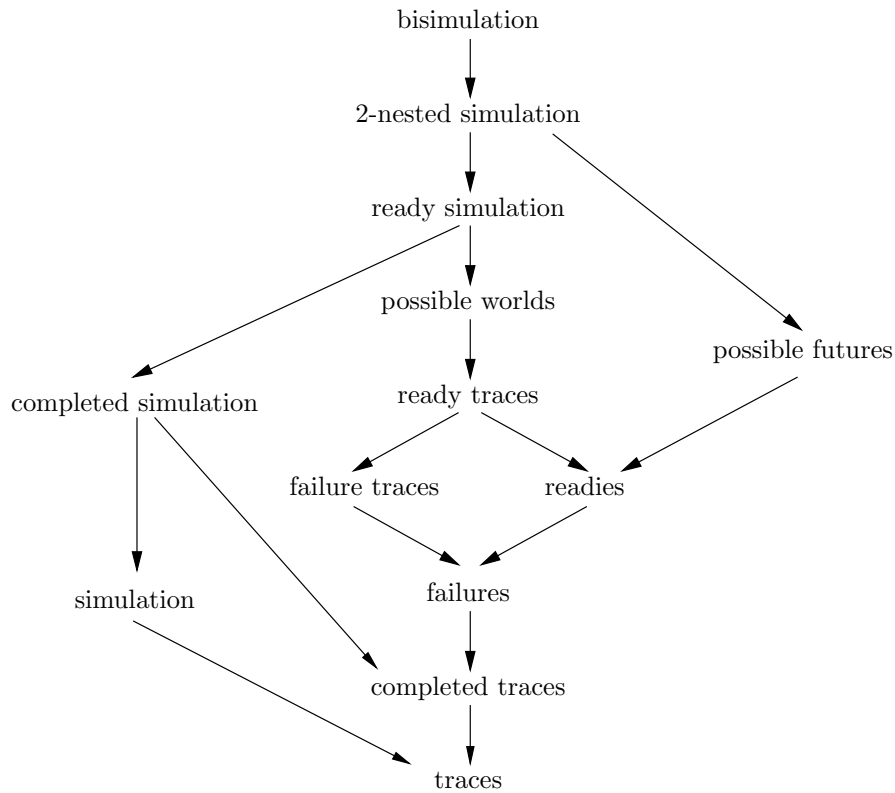 bisimulation
2-nested simulation
ready simulation
possible worlds
possible futures
ready traces
completed simulation
failure traces
readies
failures
simulation
completed traces
traces